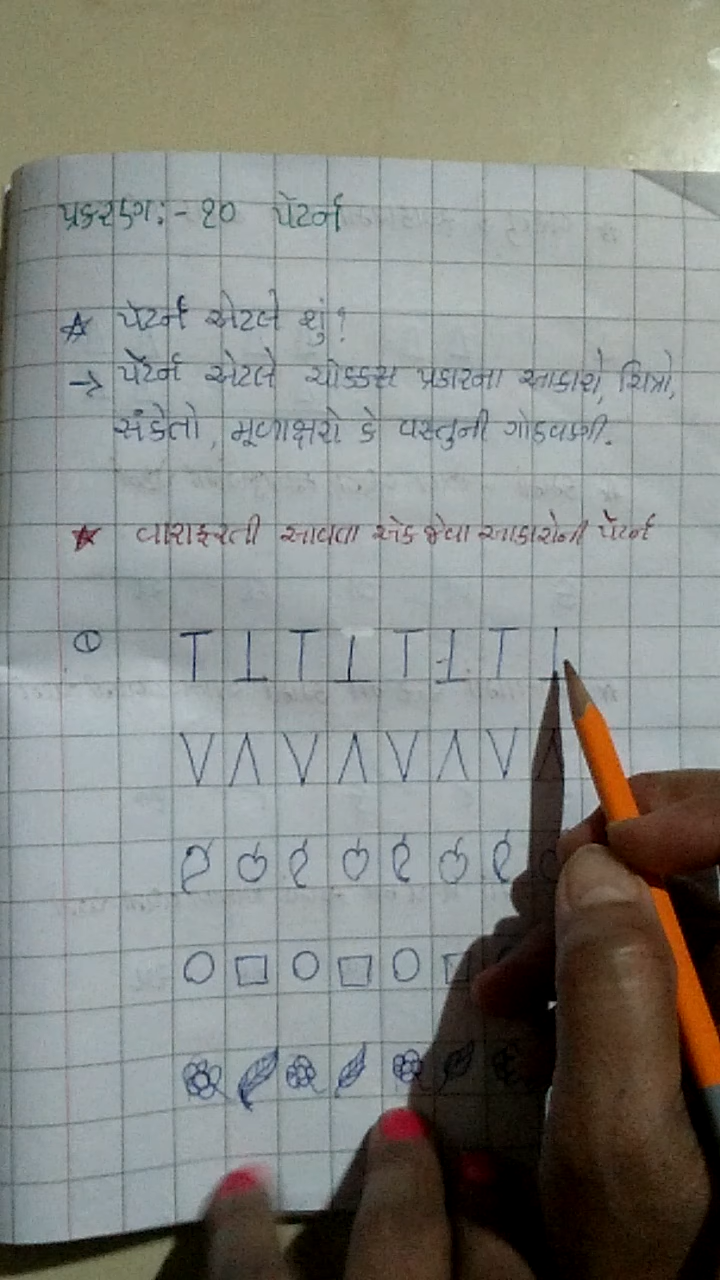 પ્રકરણ:- ૧૦ પેટર્ન
☆ પેટર્ન એટલે શું?
→ પેટર્ન એટલે ચોક્કસ પ્રકારના આકારો, ચિત્રો,
સંકેતો, મૂળાક્ષરો કે વસ્તુની ગોઠવણી.
☆ વારાફરતી આવતા એક જેવા આકારોની પેટર્ન
① T ⊥ T ⊥ T ⊥ T ⊥
V Λ V Λ V Λ V Λ